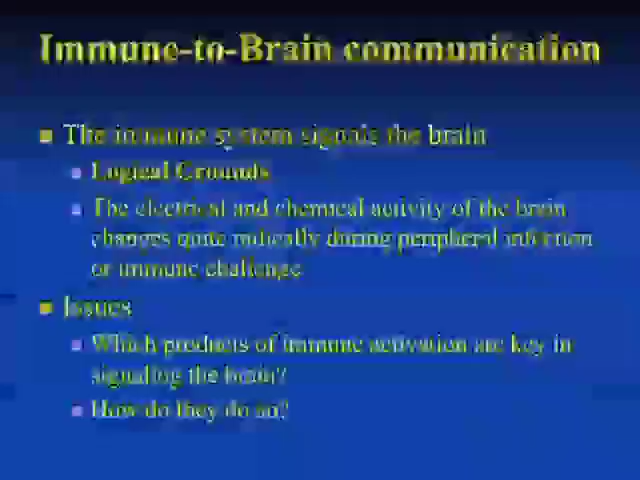 Immune-to-Brain communication
The immune system signals the brain
Logical Grounds
The electrical and chemical activity of the brain
changes quite radically during peripheral infection
or immune challenge
Issues
Which products of immune activation are key in
signaling the brain?
How do they do so?